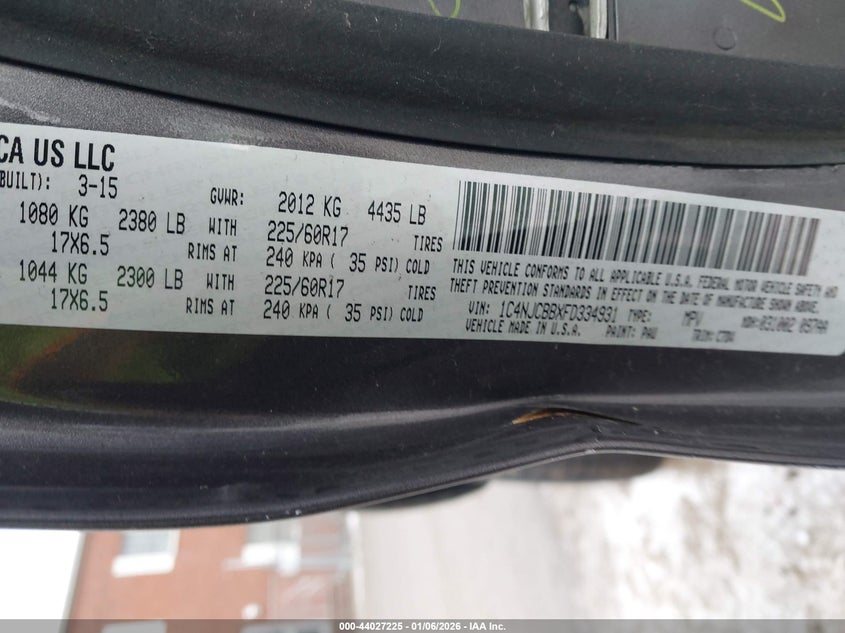 CA US LLC
BUILT): 3-15 GVWR: 2012 KG 4435 LB
1080 KG 2380 LB WITH 225/60R17 TIRES
17X6.5 RIMS AT 240 KPA ( 35 PSI) COLD
1044 KG 2300 LB WITH 225/60R17 TIRES
17X6.5 RIMS AT 240 KPA ( 35 PSI) COLD
THIS VEHICLE CONFORMS TO ALL APPLICABLE U.S.A. FEDERAL MOTOR VEHICLE SAFETY AND
THEFT PREVENTION STANDARDS IN EFFECT ON THE DATE OF MANUFACTURE SHOWN ABOVE.
VIN: 1C4NJCBBXFD334931 TYPE: MPV
VEHICLE MADE IN U.S.A. PAINT: PAU TRIM:
000-44027225 - 01/06/2026 - IAA Inc.